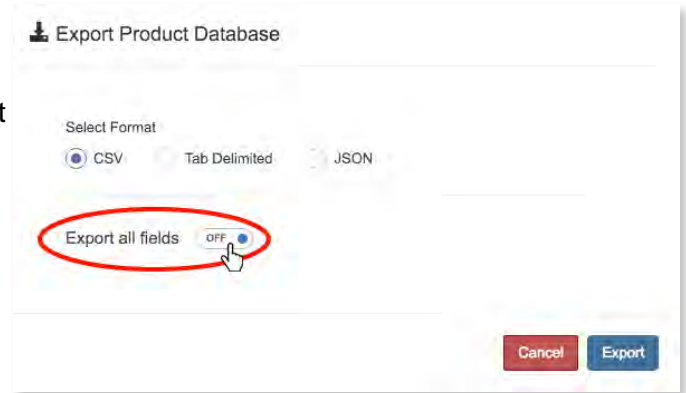 Export Product Database
t
Select Format
CSV Tab Delimited JSON
Export all fields OFF
Cancel Export